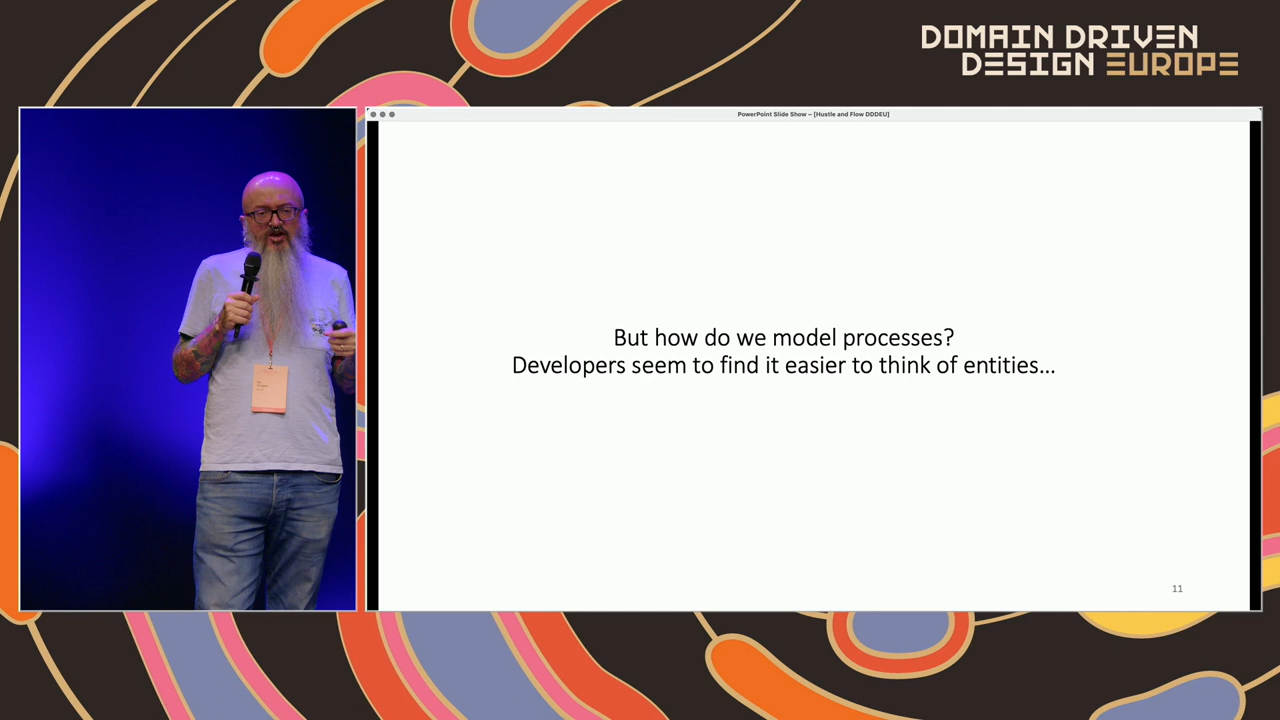 DOMAIN DRIVEN
DESIGN EUROPE
PowerPoint Slide Show – [Hustle and Flow DDDEU]
But how do we model processes?
Developers seem to find it easier to think of entities...
11